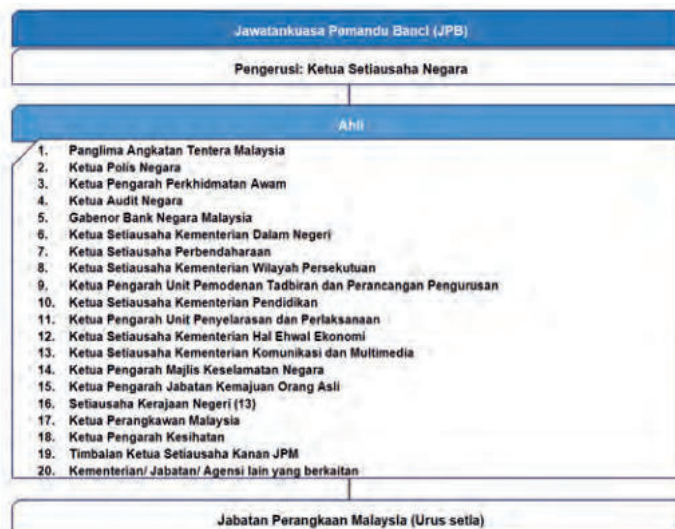 Jawatankuasa Pemandu Banci (JPB)
Pengerusi: Ketua Setiausaha Negara
Ahli
1. Panglima Angkatan Tentera Malaysia
2. Ketua Polis Negara
3. Ketua Pengarah Perkhidmatan Awam
4. Ketua Audit Negara
5. Gabenor Bank Negara Malaysia
6. Ketua Setiausaha Kementerian Dalam Negeri
7. Ketua Setiausaha Perbendaharaan
8. Ketua Setiausaha Kementerian Wilayah Persekutuan
9. Ketua Pengarah Unit Pemodenan Tadbiran dan Perancangan Pengurusan
10. Ketua Setiausaha Kementerian Pendidikan
11. Ketua Pengarah Unit Penyelarasan dan Perlaksanaan
12. Ketua Setiausaha Kementerian Hal Ehwal Ekonomi
13. Ketua Setiausaha Kementerian Komunikasi dan Multimedia
14. Ketua Pengarah Majlis Keselamatan Negara
15. Ketua Pengarah Jabatan Kemajuan Orang Asli
16. Setiausaha Kerajaan Negeri (13)
17. Ketua Perangkawan Malaysia
18. Ketua Pengarah Kesihatan
19. Timbalan Ketua Setiausaha Kanan JPM
20. Kementerian/ Jabatan/ Agensi lain yang berkaitan
Jabatan Perangkaan Malaysia (Urus setia)